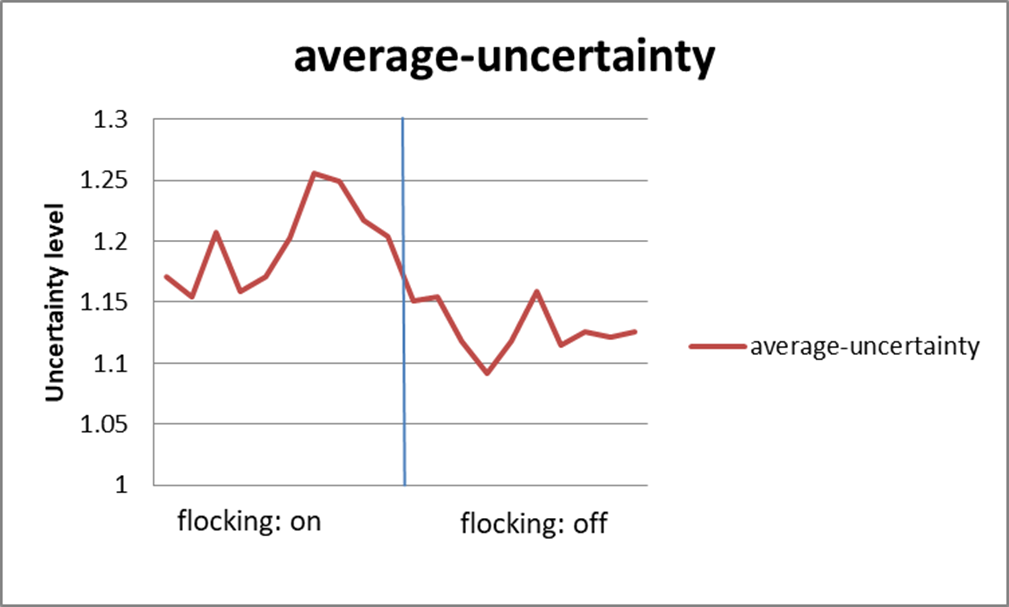 average-uncertainty
1.3
1.25
1.2
1.15
1.1
1.05
1
Uncertainty level
flocking: on
flocking: off
average-uncertainty